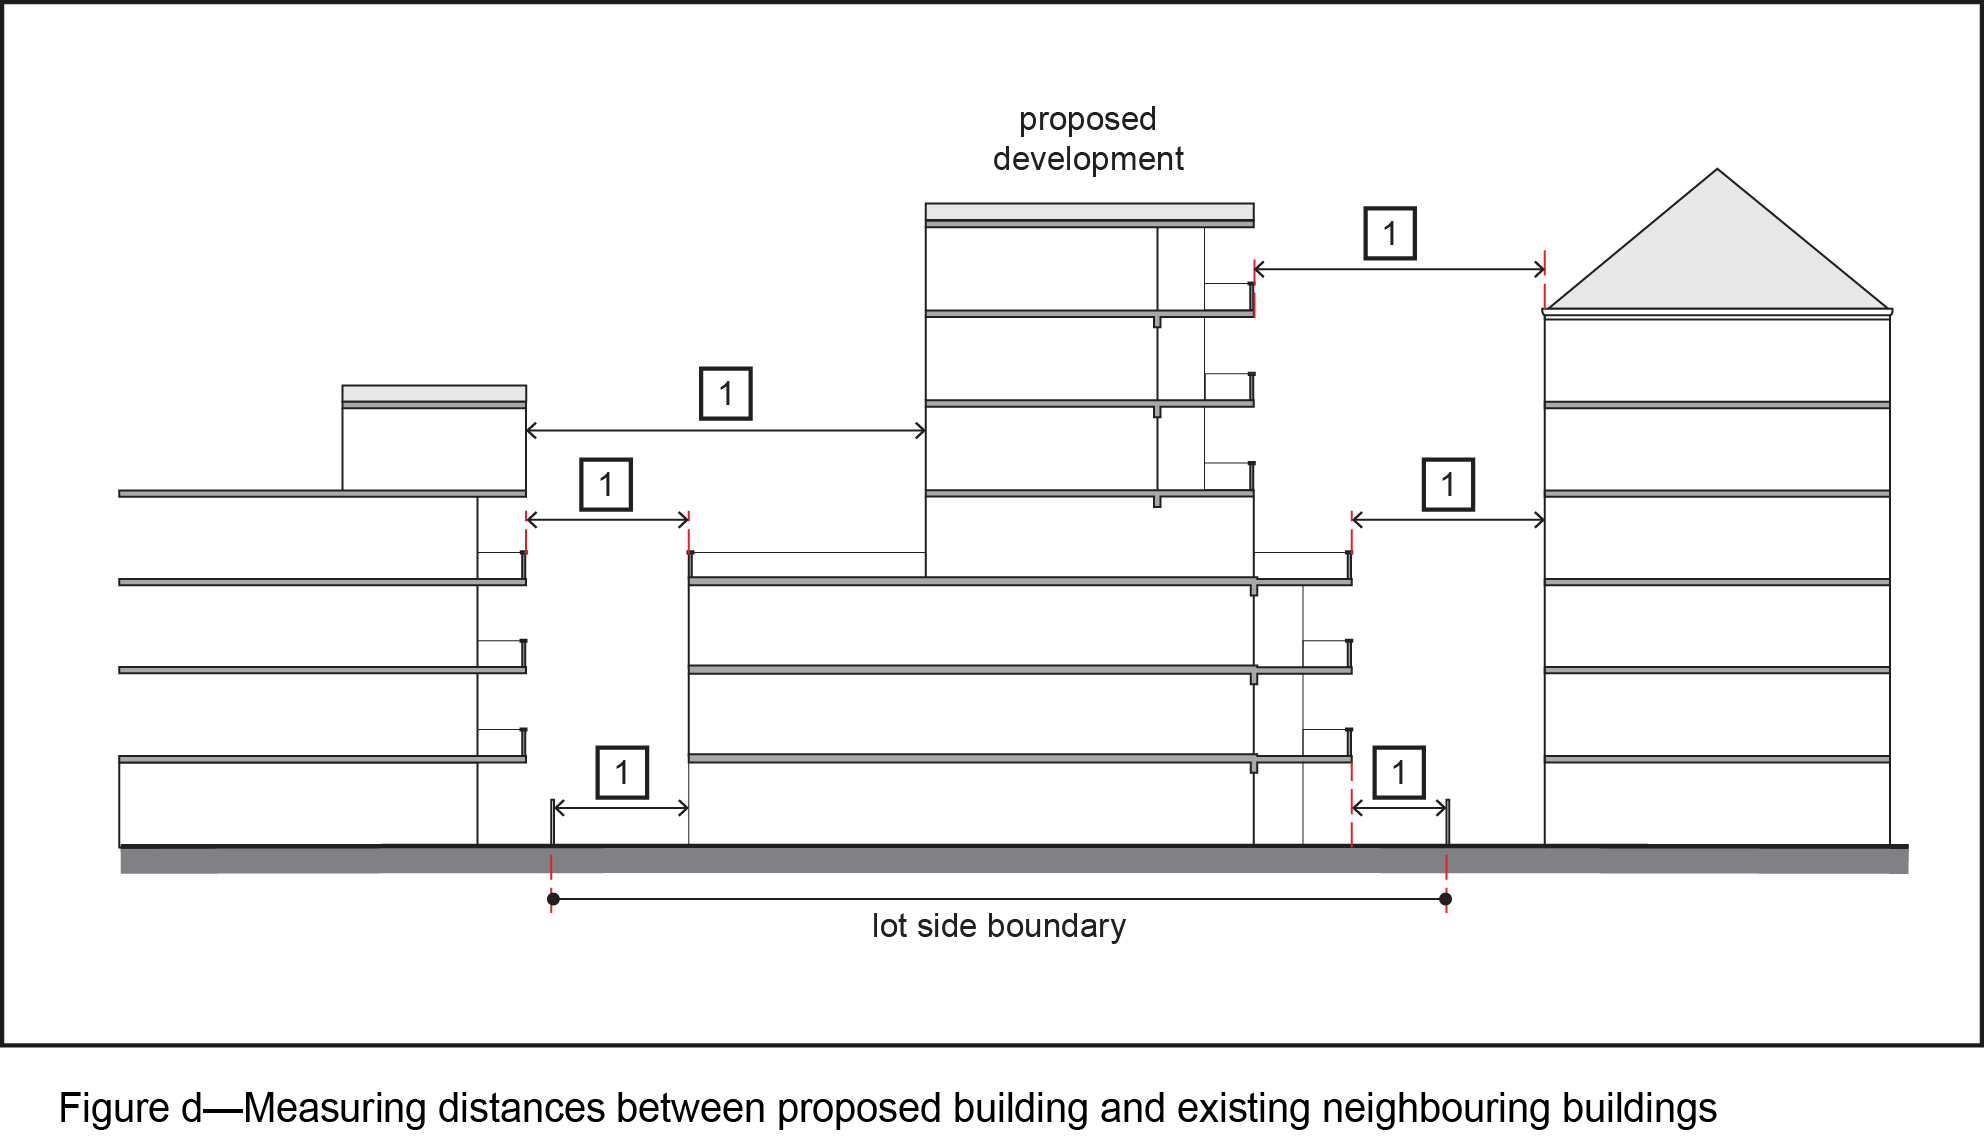 proposed
development
1
1
1
1
1
1
1
lot side boundary
Figure d—Measuring distances between proposed building and existing neighbouring buildings